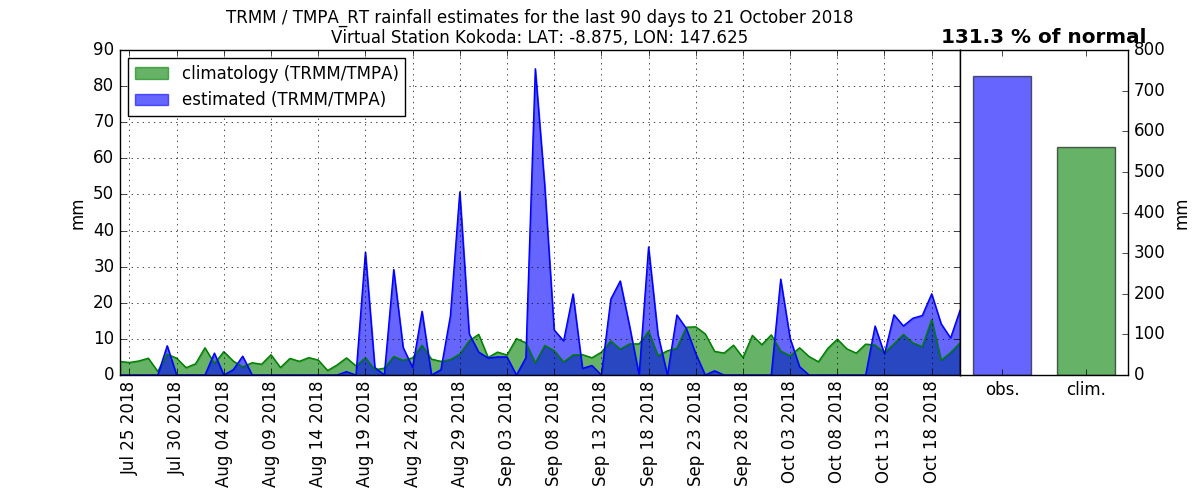 TRMM / TMPA_RT rainfall estimates for the last 90 days to 21 October 2018
Virtual Station Kokoda: LAT: -8.875, LON: 147.625
131.3 % of normal
climatology (TRMM/TMPA)
estimated (TRMM/TMPA)
mm
90
80
70
60
50
40
30
20
10
0
Jul 25 2018
Jul 30 2018
Aug 04 2018
Aug 09 2018
Aug 14 2018
Aug 19 2018
Aug 24 2018
Aug 29 2018
Sep 03 2018
Sep 08 2018
Sep 13 2018
Sep 18 2018
Sep 23 2018
Sep 28 2018
Oct 03 2018
Oct 08 2018
Oct 13 2018
Oct 18 2018
obs.
clim.
800
700
600
500
400
300
200
100
0
mm